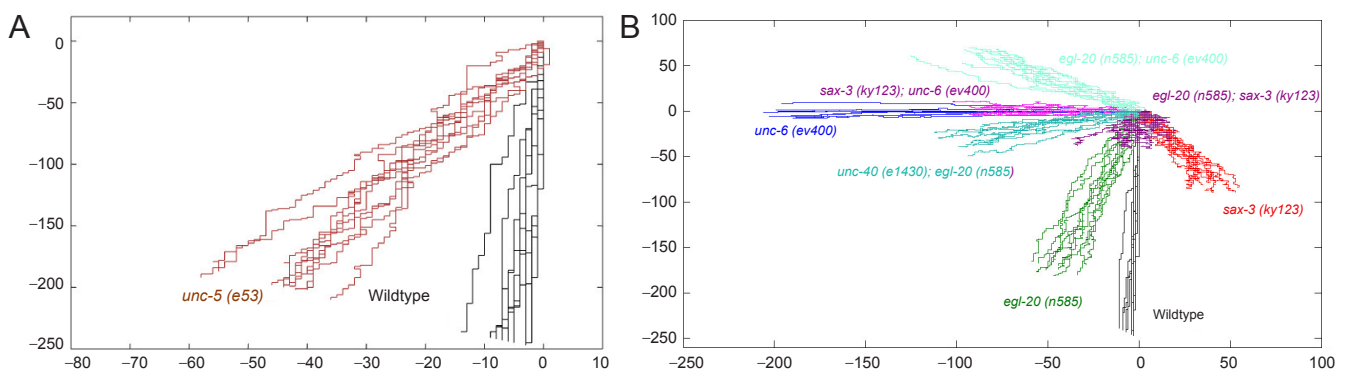 A
0
−50
−100
−150
−200
−250
−80
−70
−60
−50
−40
−30
−20
−10
0
10
unc-5 (e53)
Wildtype
B
100
50
0
−50
−100
−150
−200
−250
−250
−200
−150
−100
−50
0
50
100
egl-20 (n585); unc-6 (ev400)
sax-3 (ky123); unc-6 (ev400)
egl-20 (n585); sax-3 (ky123)
unc-6 (ev400)
unc-40 (e1430); egl-20 (n585)
sax-3 (ky123)
egl-20 (n585)
Wildtype